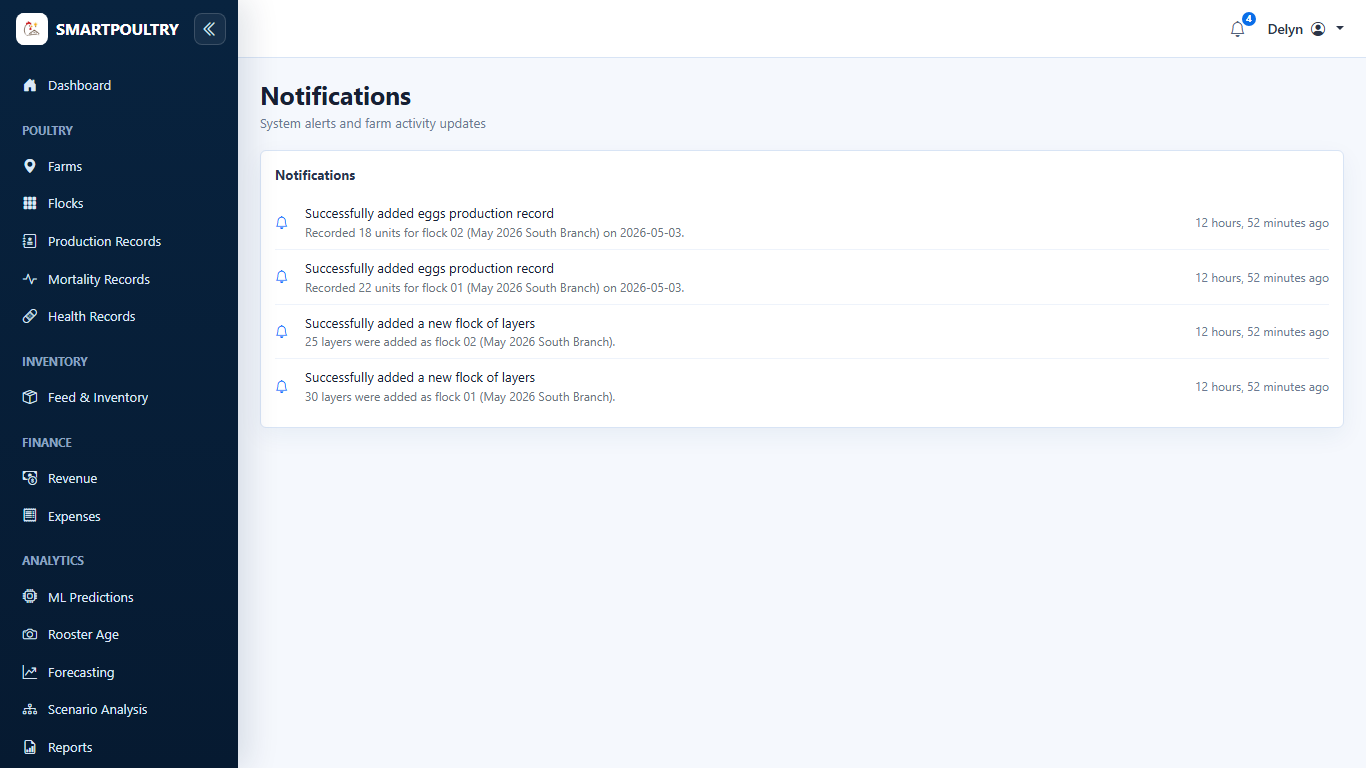 SMARTPOULTRY
Dashboard
POULTRY
Farms
Flocks
Production Records
Mortality Records
Health Records
INVENTORY
Feed & Inventory
FINANCE
Revenue
Expenses
ANALYTICS
ML Predictions
Rooster Age
Forecasting
Scenario Analysis
Reports
4
Delyn
Notifications
System alerts and farm activity updates
Notifications
Successfully added eggs production record
Recorded 18 units for flock 02 (May 2026 South Branch) on 2026-05-03.
12 hours, 52 minutes ago
Successfully added eggs production record
Recorded 22 units for flock 01 (May 2026 South Branch) on 2026-05-03.
12 hours, 52 minutes ago
Successfully added a new flock of layers
25 layers were added as flock 02 (May 2026 South Branch).
12 hours, 52 minutes ago
Successfully added a new flock of layers
30 layers were added as flock 01 (May 2026 South Branch).
12 hours, 52 minutes ago